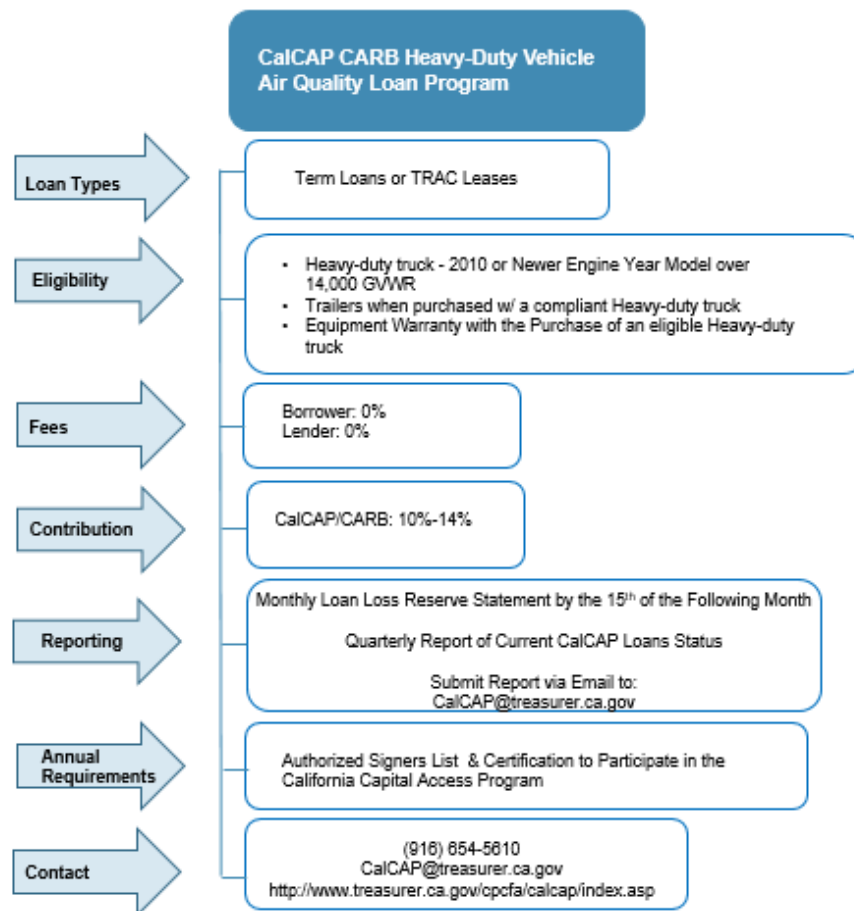 CalCAP CARB Heavy-Duty Vehicle
Air Quality Loan Program
Loan Types
Term Loans or TRAC Leases
Eligibility
• Heavy-duty truck - 2010 or Newer Engine Year Model over
14,000 GVWR
• Trailers when purchased w/ a compliant Heavy-duty truck
• Equipment Warranty with the Purchase of an eligible Heavy-duty
truck
Fees
Borrower: 0%
Lender: 0%
Contribution
CalCAP/CARB: 10%-14%
Reporting
Monthly Loan Loss Reserve Statement by the 15th of the Following Month
Quarterly Report of Current CalCAP Loans Status
Submit Report via Email to:
CalCAP@treasurer.ca.gov
Annual
Requirements
Authorized Signers List & Certification to Participate in the
California Capital Access Program
Contact
(916) 654-5610
CalCAP@treasurer.ca.gov
http://www.treasurer.ca.gov/cpcfa/calcap/index.asp